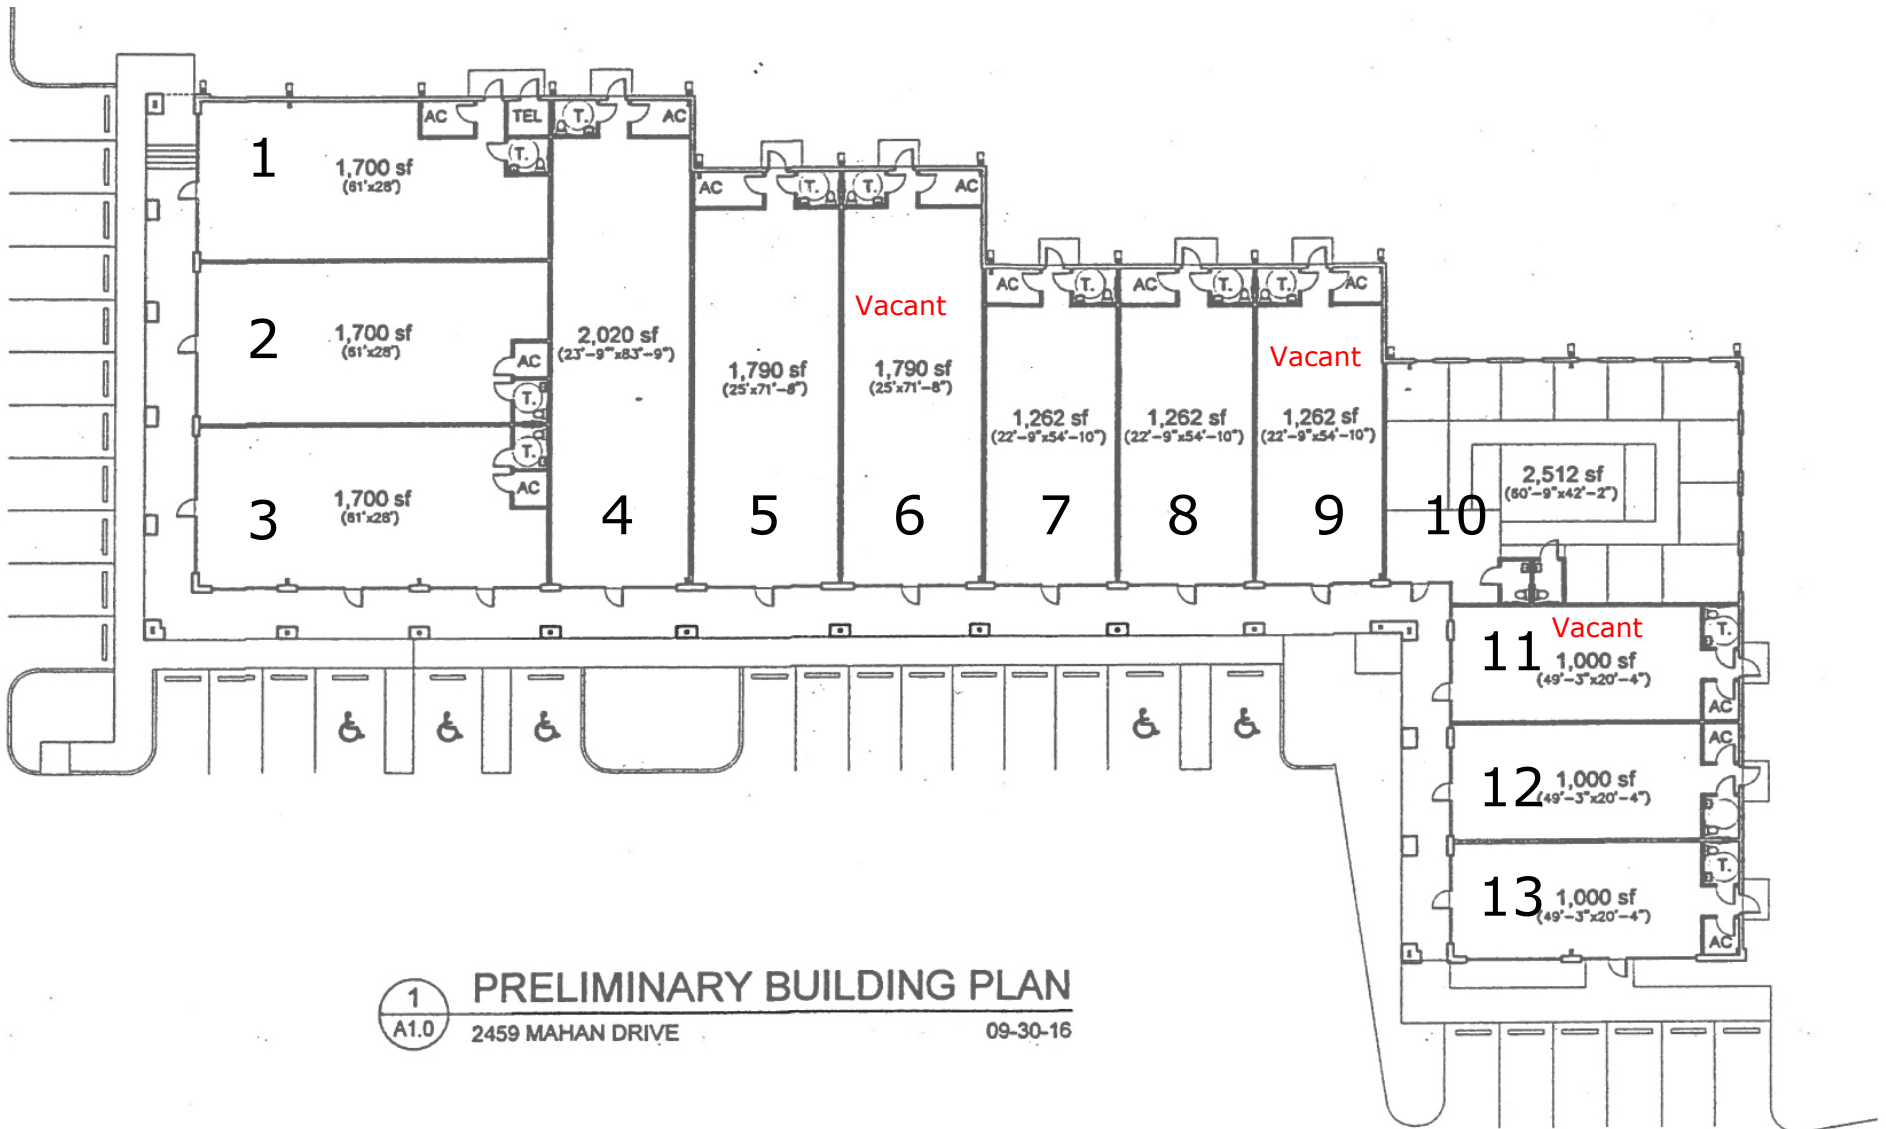 AC
TEL
T.
AC
T.
1
1,700 sf
(61'x28')
2
1,700 sf
(61'x28')
AC
T.
T.
AC
3
1,700 sf
(61'x28')
2,020 sf
(23'-9"x83'-9")
4
AC
T.
1,790 sf
(25'x71'-8")
5
T.
AC
Vacant
1,790 sf
(25'x71'-8")
6
AC
T.
1,262 sf
(22'-9"x54'-10")
7
AC
T.
1,262 sf
(22'-9"x54'-10")
8
T.
AC
Vacant
1,262 sf
(22'-9"x54'-10")
9
2,512 sf
(60'-9"x42'-2")
10
Vacant
11
1,000 sf
(49'-3"x20'-4")
T.
AC
AC
12
1,000 sf
(49'-3"x20'-4")
T.
13
1,000 sf
(49'-3"x20'-4")
AC
1
A1.0
PRELIMINARY BUILDING PLAN
2459 MAHAN DRIVE
09-30-16